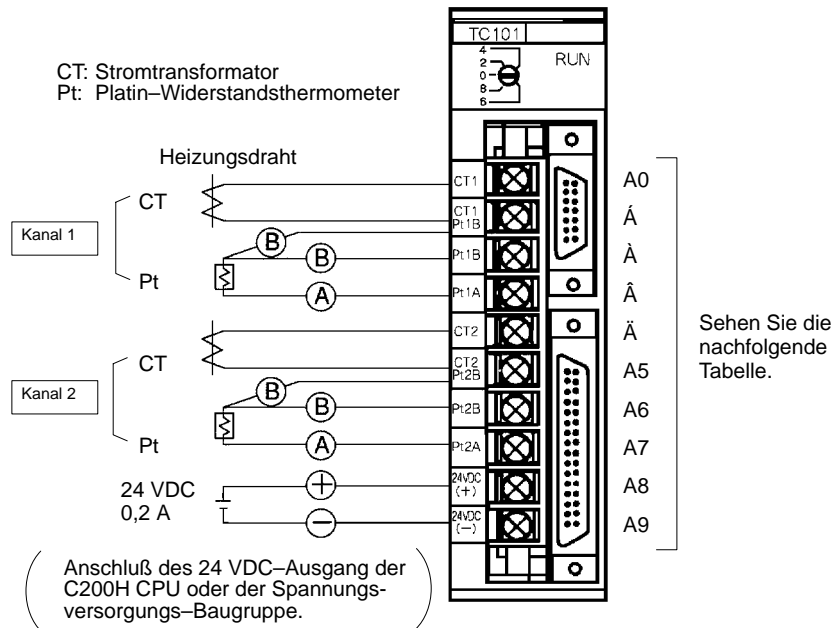 TC101
RUN
4
2
0
8
6
CT: Stromtransformator
Pt: Platin–Widerstandsthermometer
Heizungsdraht
CT
Kanal 1
Pt
B
B
A
CT1
CT1
Pt1B
Pt1B
Pt1A
A0
Á
À
Â
CT
Kanal 2
Pt
B
B
A
CT2
CT2
Pt2B
Pt2B
Pt2A
Ä
A5
A6
A7
24 VDC
0,2 A
+
−
24VDC
(+)
24VDC
(−)
A8
A9
Sehen Sie die
nachfolgende
Tabelle.
Anschluß des 24 VDC–Ausgang der
C200H CPU oder der Spannungs-
versorgungs–Baugruppe.